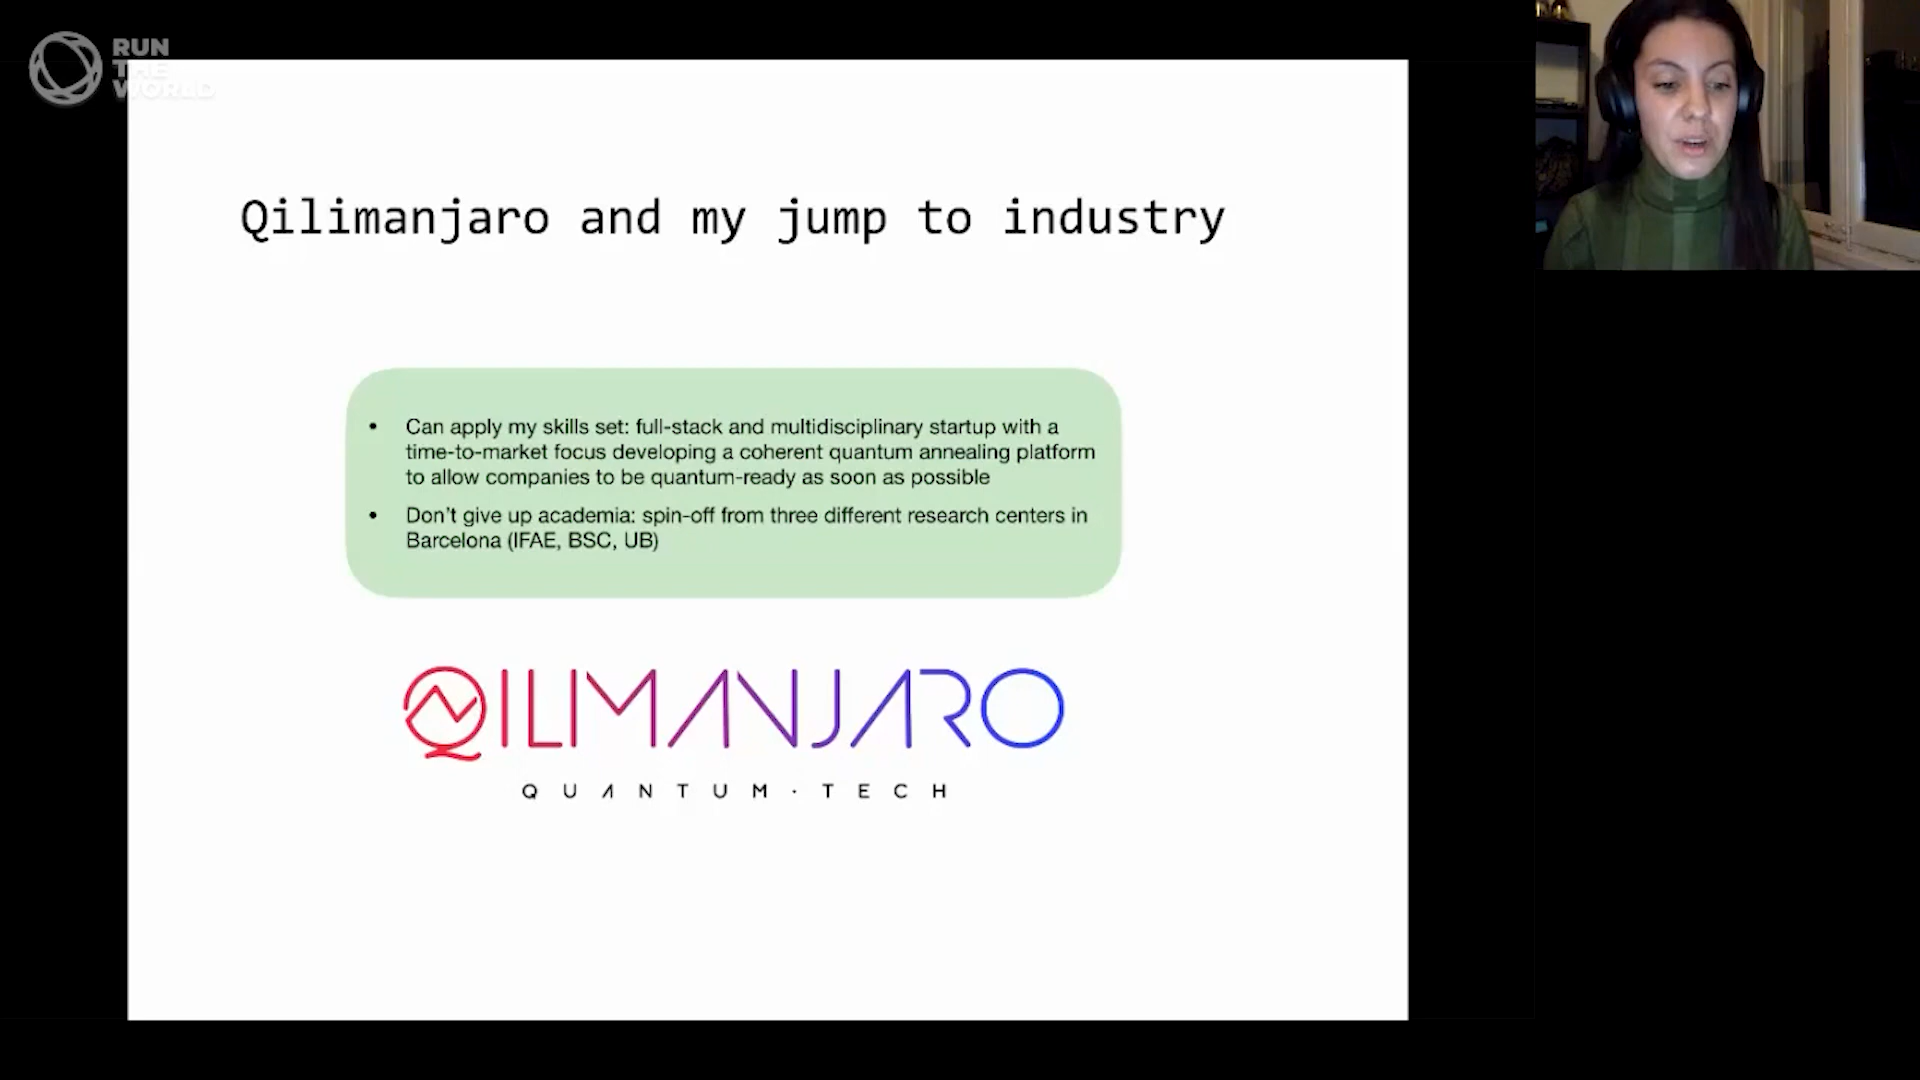 RUN
THE
WORLD
Qilimanjaro and my jump to industry
• Can apply my skills set: full-stack and multidisciplinary startup with a
time-to-market focus developing a coherent quantum annealing platform
to allow companies to be quantum-ready as soon as possible
• Don't give up academia: spin-off from three different research centers in
Barcelona (IFAE, BSC, UB)
QILIMANJARO
QUANTUM·TECH